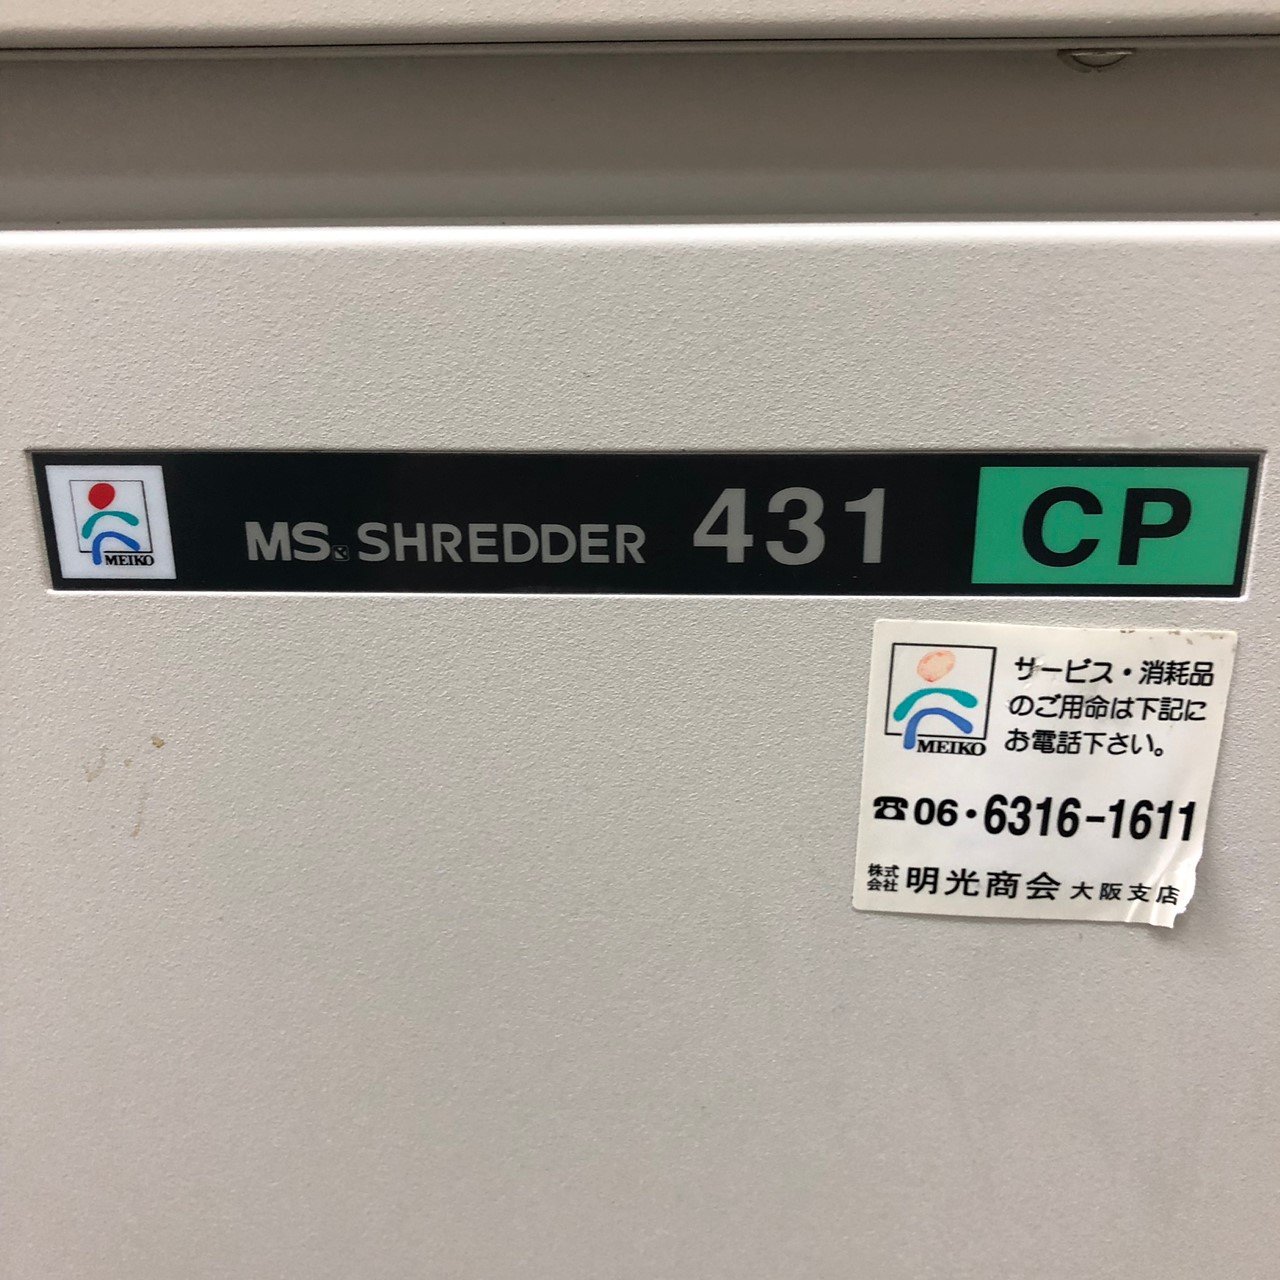 MEIKO
MS SHREDDER 431 CP
MEIKO
サービス・消耗品
のご用命は下記に
お電話下さい。
☎06・6316-1611
株式会社 明光商会 大阪支店